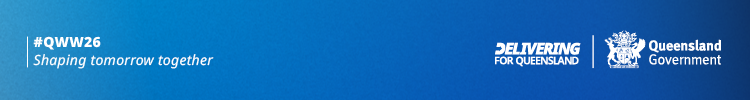 #QWW26
Shaping tomorrow together
DELIVERING
FOR QUEENSLAND
Queensland
Government